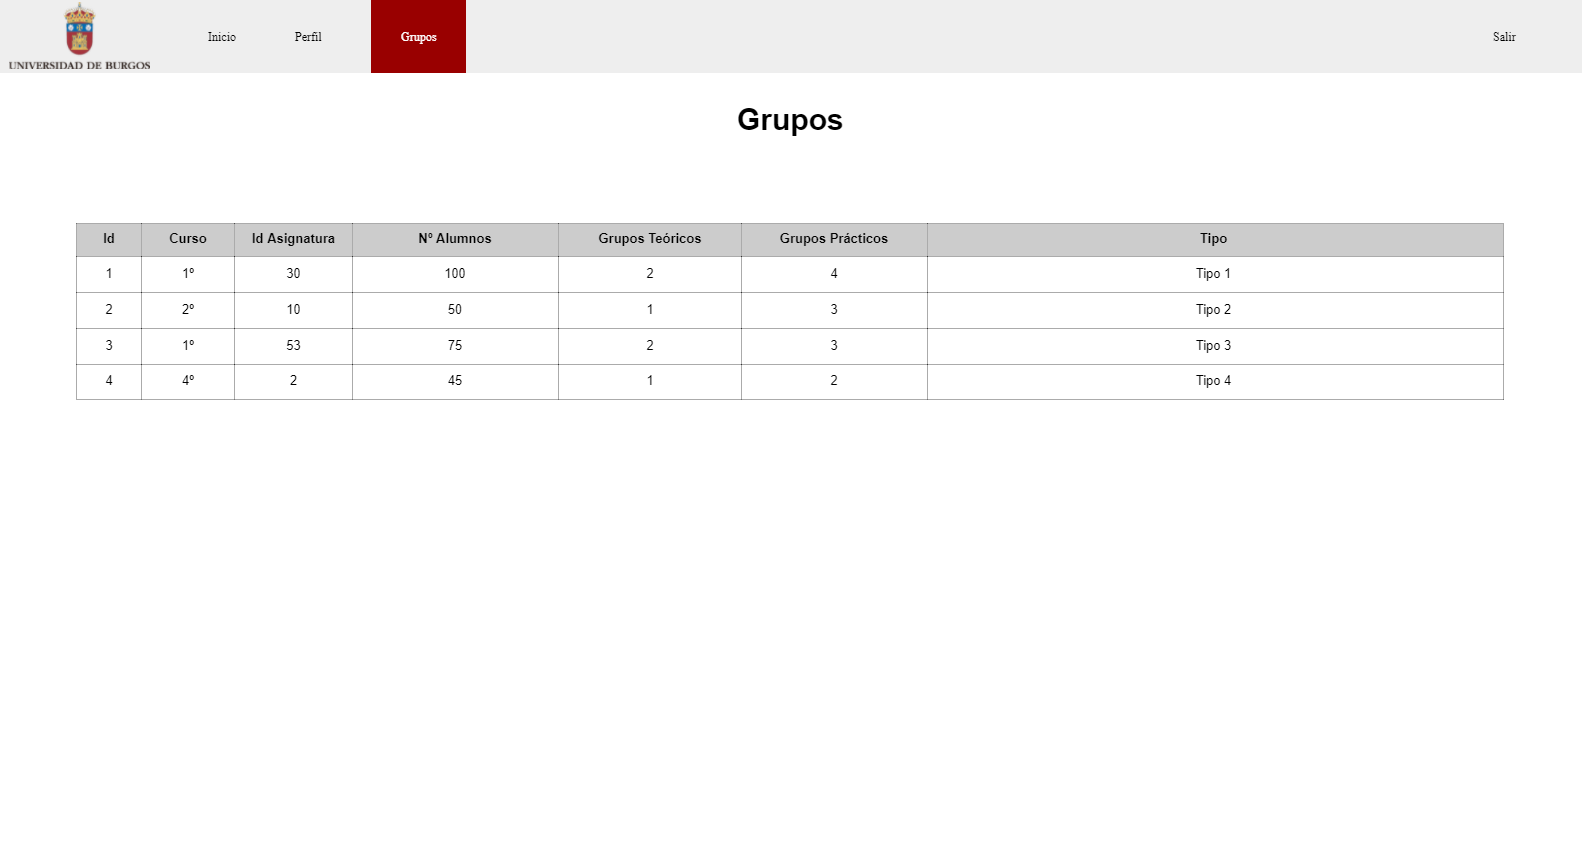 UNIVERSIDAD DE BURGOS
Inicio Perfil Grupos Salir
Grupos
Id Curso Id Asignatura Nº Alumnos Grupos Teóricos Grupos Prácticos Tipo
1 1º 30 100 2 4 Tipo 1
2 2º 10 50 1 3 Tipo 2
3 1º 53 75 2 3 Tipo 3
4 4º 2 45 1 2 Tipo 4